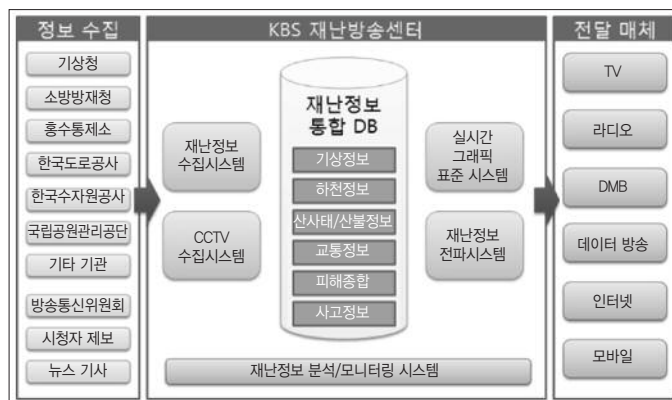 정보 수집
기상청
소방방재청
홍수통제소
한국도로공사
한국수자원공사
국립공원관리공단
기타 기관
방송통신위원회
시청자 제보
뉴스 기사
KBS 재난방송센터
재난정보
수집시스템
CCTV
수집시스템
재난정보
통합 DB
기상정보
하천정보
산사태/산불정보
교통정보
피해종합
사고정보
실시간
그래픽
표준 시스템
재난정보
전파시스템
재난정보 분석/모니터링 시스템
전달 매체
TV
라디오
DMB
데이터 방송
인터넷
모바일